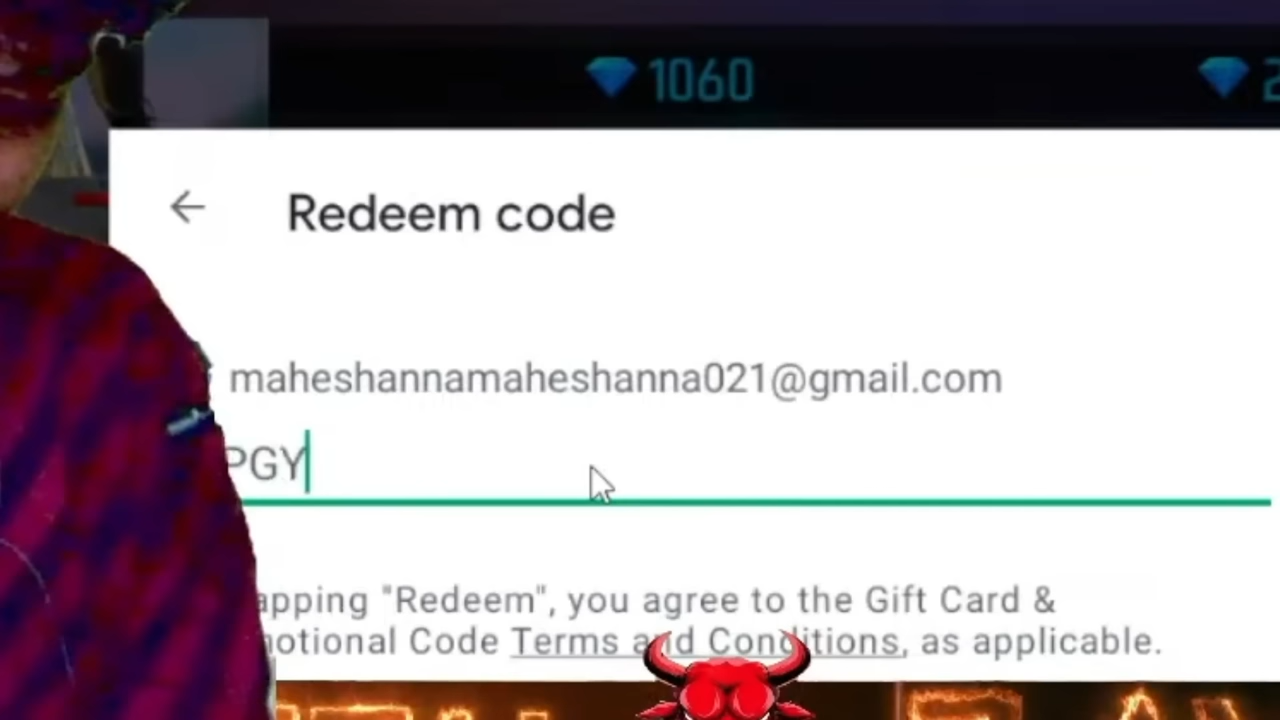 1060
Redeem code
maheshannamaheshanna021@gmail.com
PGY
apping "Redeem", you agree to the Gift Card &
notional Code Terms and Conditions, as applicable.